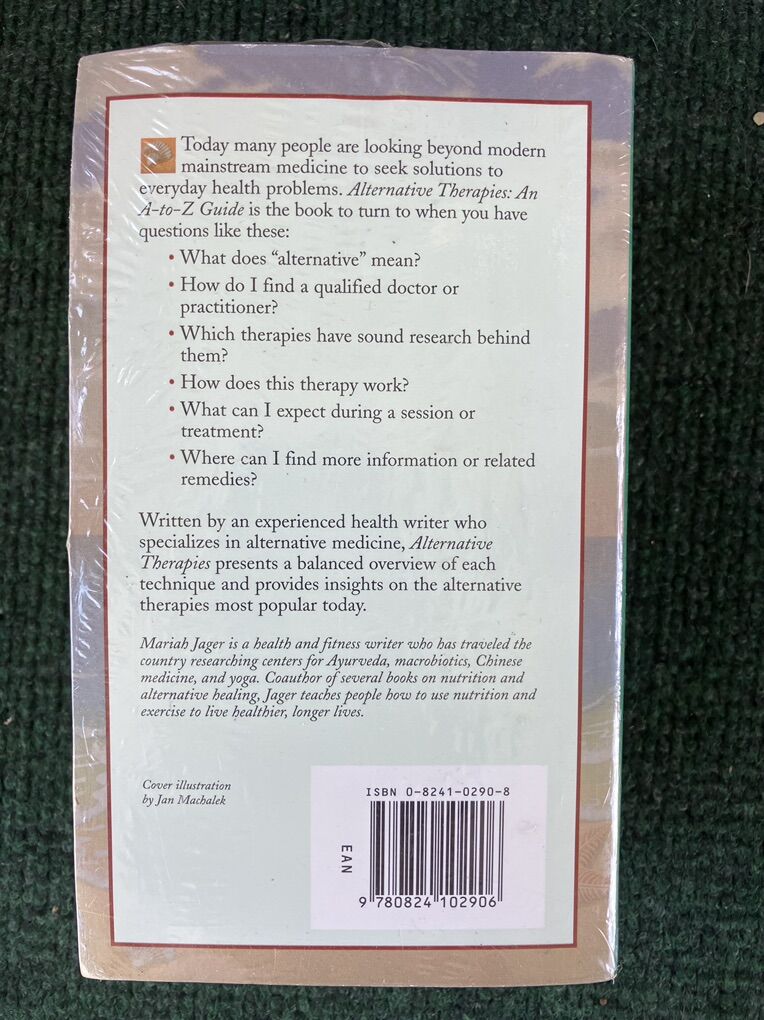 Today many people are looking beyond modern
mainstream medicine to seek solutions to
everyday health problems. Alternative Therapies: An
A-to-Z Guide is the book to turn to when you have
questions like these:
• What does “alternative” mean?
• How do I find a qualified doctor or
practitioner?
• Which therapies have sound research behind
them?
• How does this therapy work?
• What can I expect during a session or
treatment?
• Where can I find more information or related
remedies?
Written by an experienced health writer who
specializes in alternative medicine, Alternative
Therapies presents a balanced overview of each
technique and provides insights on the alternative
therapies most popular today.
Mariah Jager is a health and fitness writer who has traveled the
country researching centers for Ayurveda, macrobiotics, Chinese
medicine, and yoga. Coauthor of several books on nutrition and
alternative healing, Jager teaches people how to use nutrition and
exercise to live healthier, longer lives.
Cover illustration
by Jan Machalek
ISBN 0-8241-0290-8
EAN
9 780824 102906